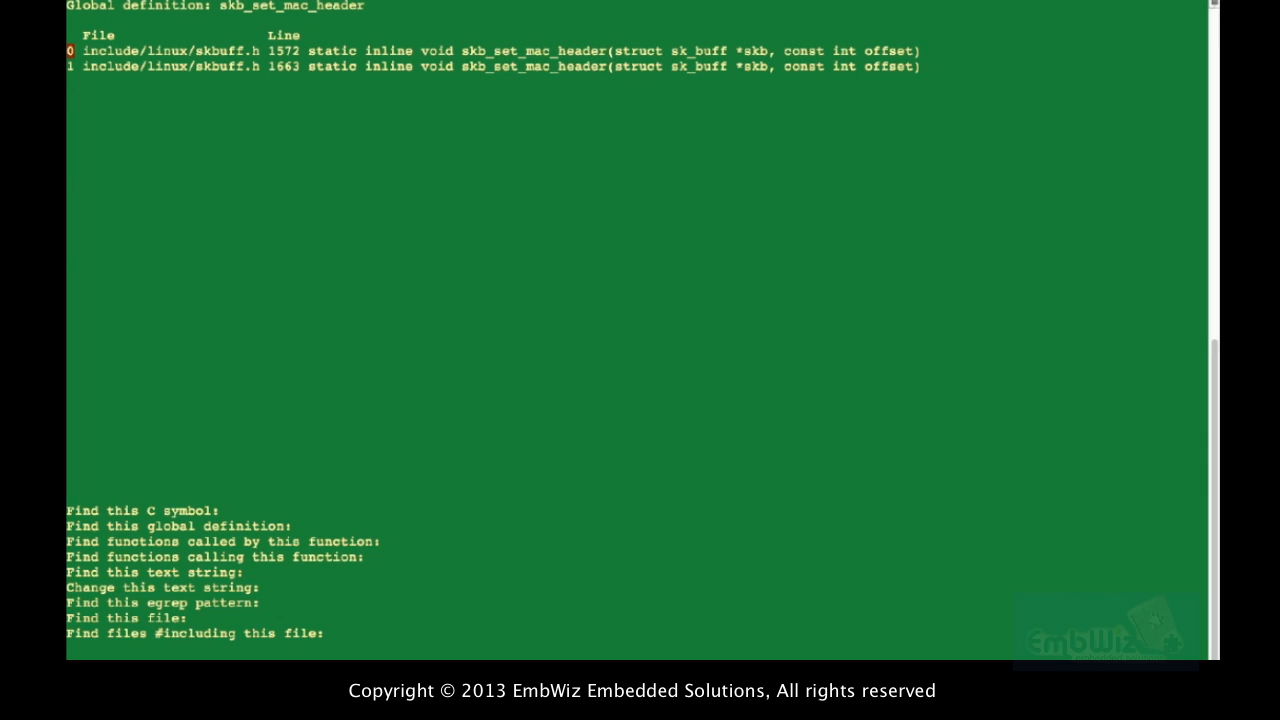 Global definition: skb_set_mac_header
File Line
0 include/linux/skbuff.h 1572 static inline void skb_set_mac_header(struct sk_buff *skb, const int offset)
1 include/linux/skbuff.h 1663 static inline void skb_set_mac_header(struct sk_buff *skb, const int offset)
Find this C symbol:
Find this global definition:
Find functions called by this function:
Find functions calling this function:
Find this text string:
Change this text string:
Find this egrep pattern:
Find this file:
Find files #including this file:
EmbWiz
Copyright © 2013 EmbWiz Embedded Solutions, All rights reserved